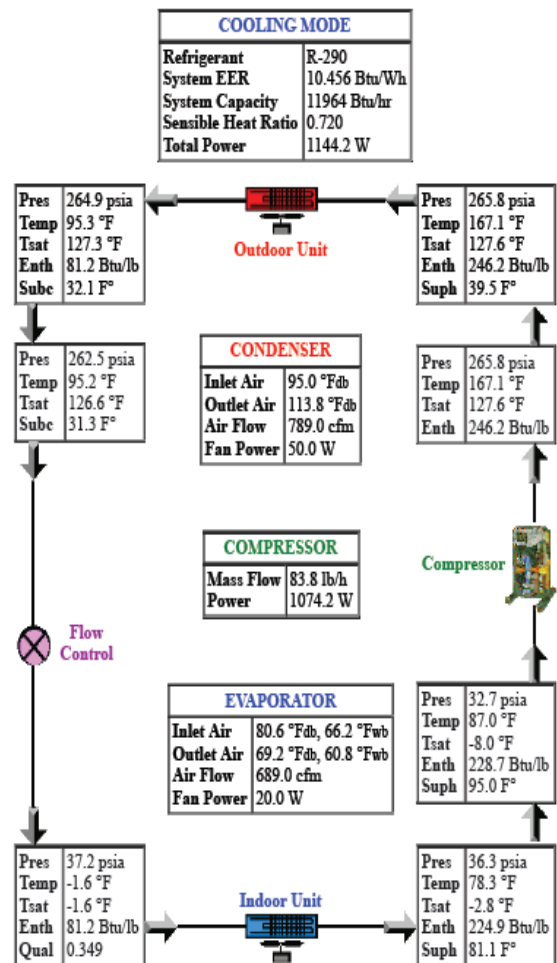 COOLING MODE
Refrigerant R-290
System EER 10.456 Btu/Wh
System Capacity 11964 Btu/hr
Sensible Heat Ratio 0.720
Total Power 1144.2 W
Pres 264.9 psia
Temp 95.3 °F
Tsat 127.3 °F
Enth 81.2 Btu/lb
Subc 32.1 F°
Outdoor Unit
Pres 265.8 psia
Temp 167.1 °F
Tsat 127.6 °F
Enth 246.2 Btu/lb
Suph 39.5 F°
Pres 262.5 psia
Temp 95.2 °F
Tsat 126.6 °F
Subc 31.3 F°
CONDENSER
Inlet Air 95.0 °Fdb
Outlet Air 113.8 °Fdb
Air Flow 789.0 cfm
Fan Power 50.0 W
Pres 265.8 psia
Temp 167.1 °F
Tsat 127.6 °F
Enth 246.2 Btu/lb
COMPRESSOR
Mass Flow 83.8 lb/h
Power 1074.2 W
Compressor
Flow
Control
EVAPORATOR
Inlet Air 80.6 °Fdb, 66.2 °Fwb
Outlet Air 69.2 °Fdb, 60.8 °Fwb
Air Flow 689.0 cfm
Fan Power 20.0 W
Pres 32.7 psia
Temp 87.0 °F
Tsat -8.0 °F
Enth 228.7 Btu/lb
Suph 95.0 F°
Pres 37.2 psia
Temp -1.6 °F
Tsat -1.6 °F
Enth 81.2 Btu/lb
Qual 0.349
Indoor Unit
Pres 36.3 psia
Temp 78.3 °F
Tsat -2.8 °F
Enth 224.9 Btu/lb
Suph 81.1 F°